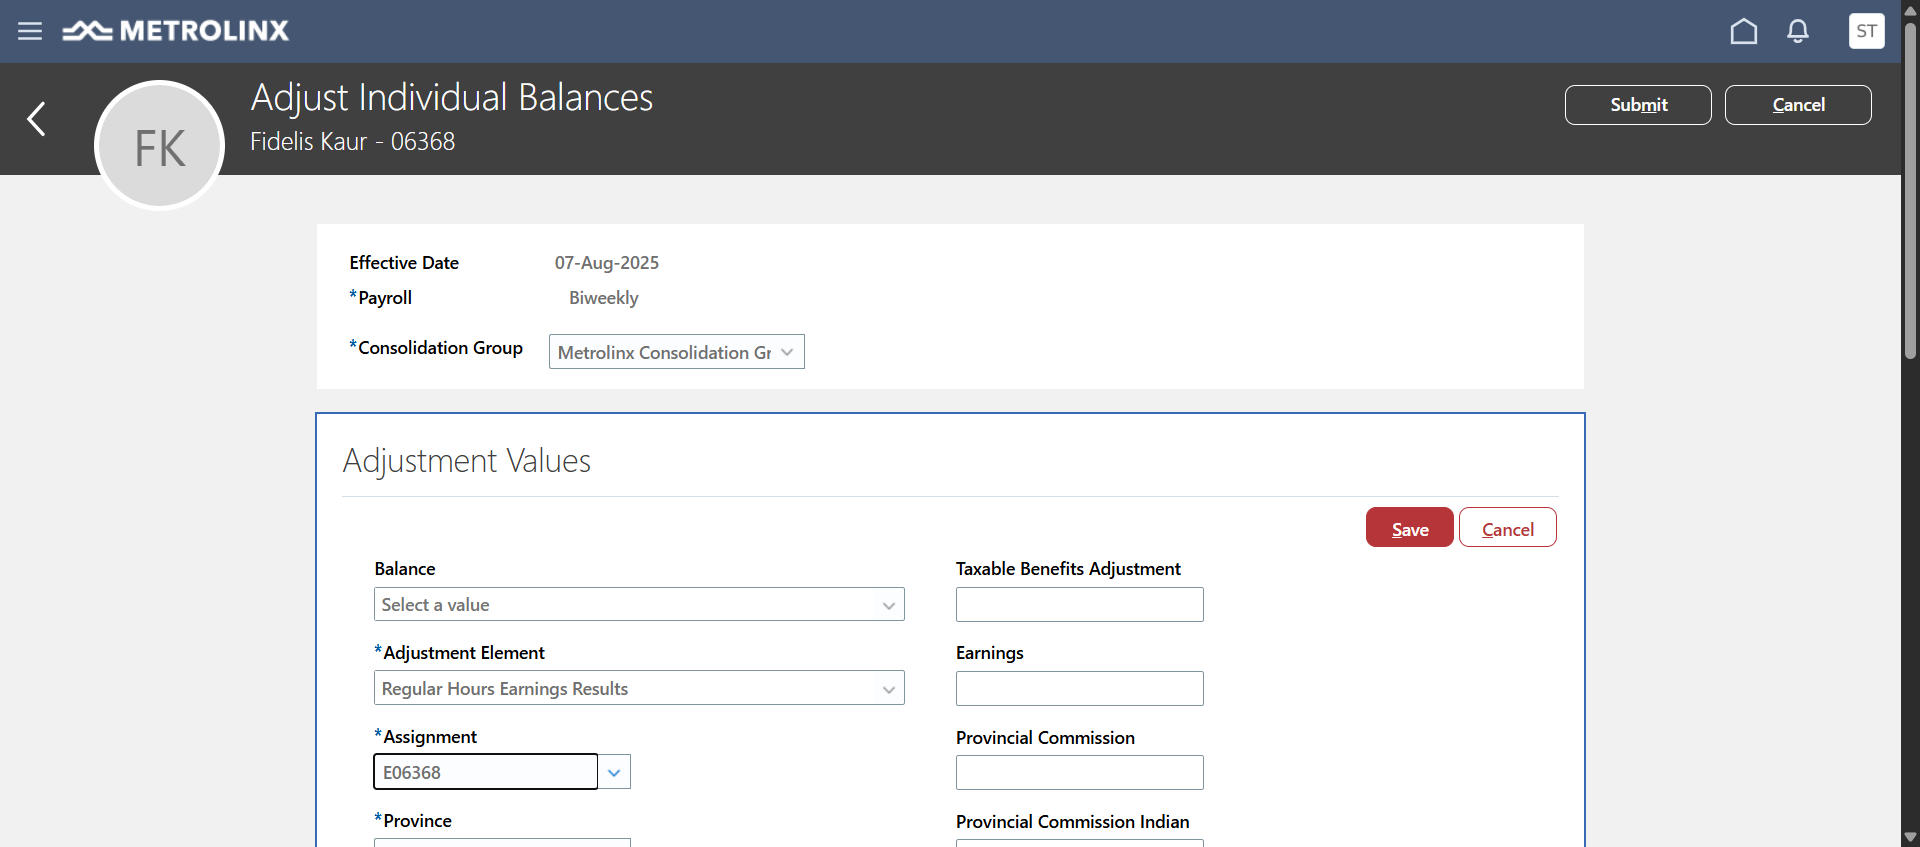 METROLINX
ST
Adjust Individual Balances
Submit
Cancel
FK
Fidelis Kaur - 06368
Effective Date
07-Aug-2025
*Payroll
Biweekly
*Consolidation Group
Metrolinx Consolidation Gr
Adjustment Values
Save
Cancel
Balance
Select a value
Taxable Benefits Adjustment
*Adjustment Element
Regular Hours Earnings Results
Earnings
*Assignment
E06368
Provincial Commission
*Province
Provincial Commission Indian